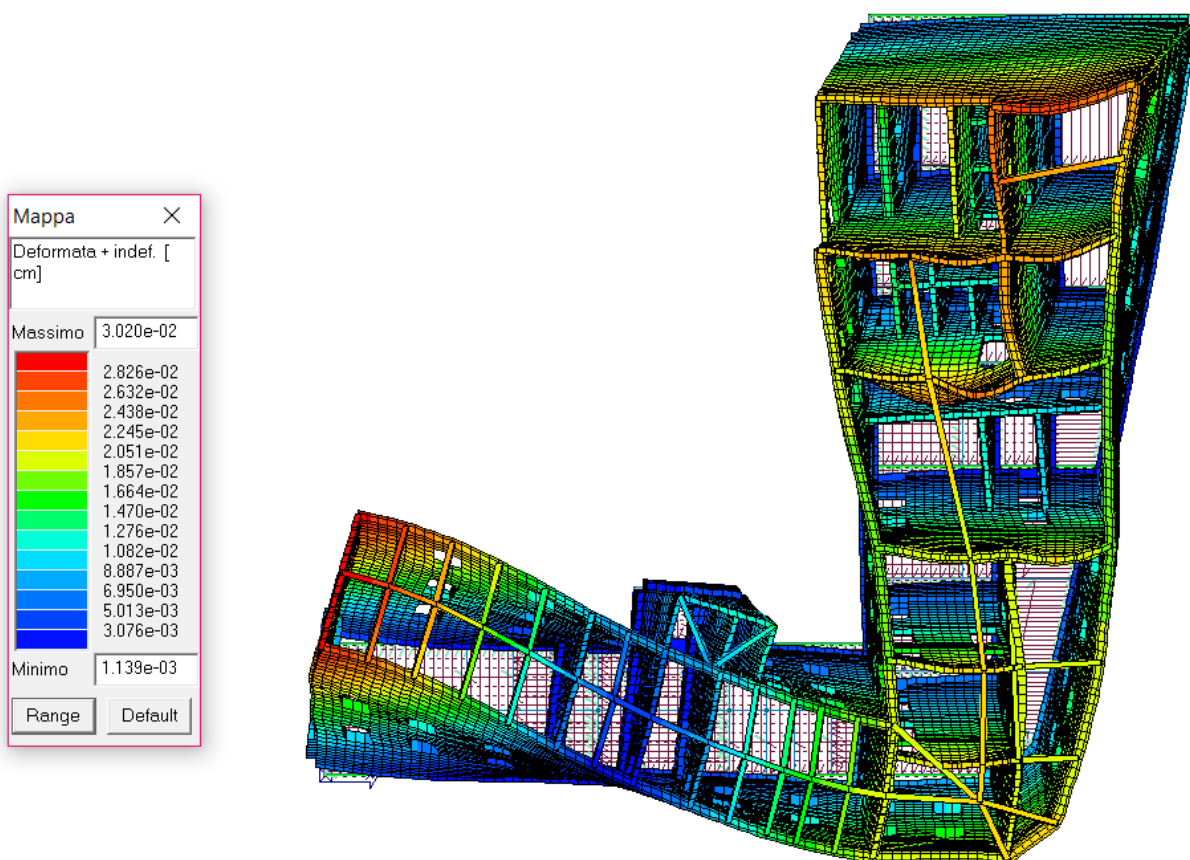 Mappa
Deformata + indef. [
cm]
Massimo 3.020e-02
2.826e-02
2.632e-02
2.438e-02
2.245e-02
2.051e-02
1.857e-02
1.664e-02
1.470e-02
1.276e-02
1.082e-02
8.887e-03
6.950e-03
5.013e-03
3.076e-03
Minimo 1.139e-03
Range Default